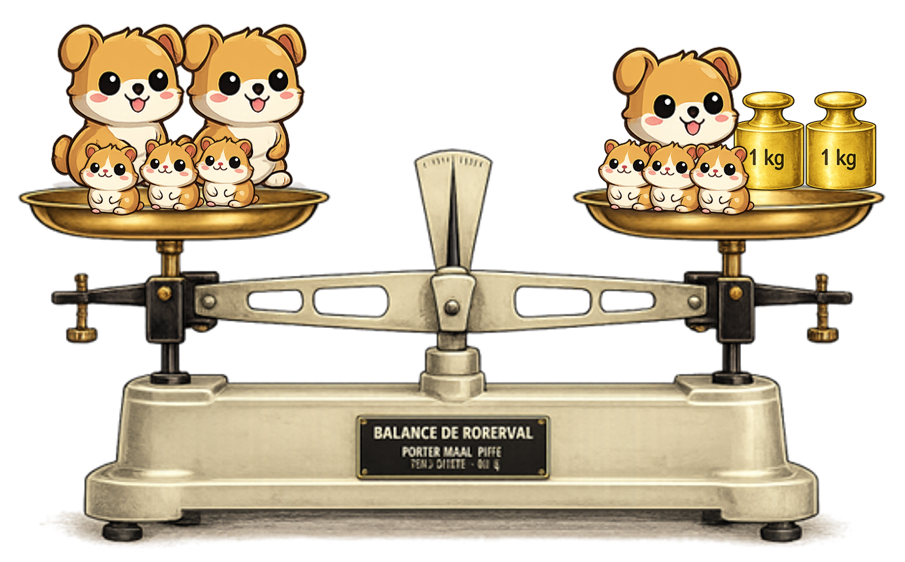 1 kg
1 kg
BALANCE DE RORERVAL
PORTER MAAL PIFFE